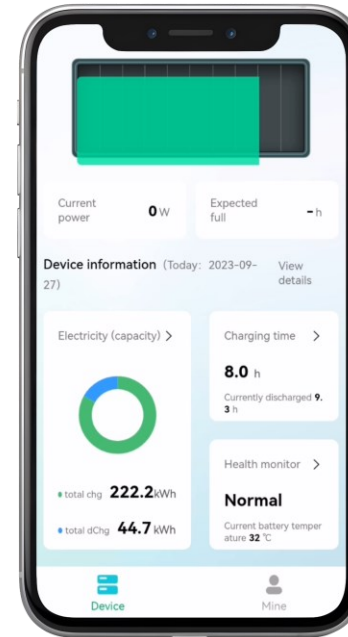 Current
power
0 W
Expected
full
- h
Device information (Today: 2023-09-
27)
View
details
Electricity (capacity) >
total chg 222.2kWh
total dChg 44.7 kWh
Charging time >
8.0 h
Currently discharged 9.
3 h
Health monitor >
Normal
Current battery temper
ature 32 ℃
Device
Mine